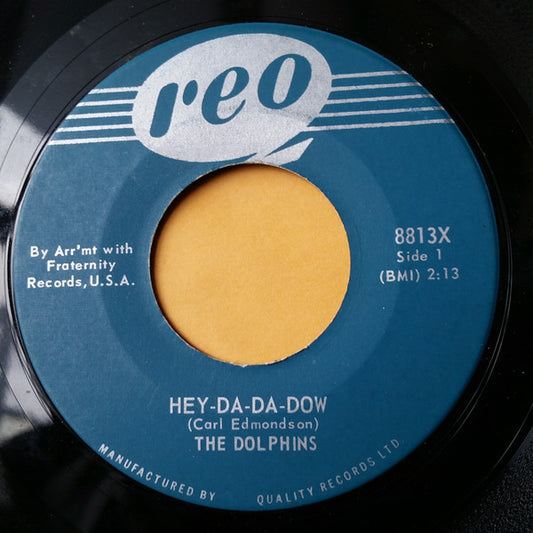 reo
By Arr'mt with
Fraternity
Records, U.S.A.
8813X
Side 1
(BMI) 2:13
HEY-DA-DA-DOW
(Carl Edmondson)
THE DOLPHINS
MANUFACTURED BY QUALITY RECORDS LTD.